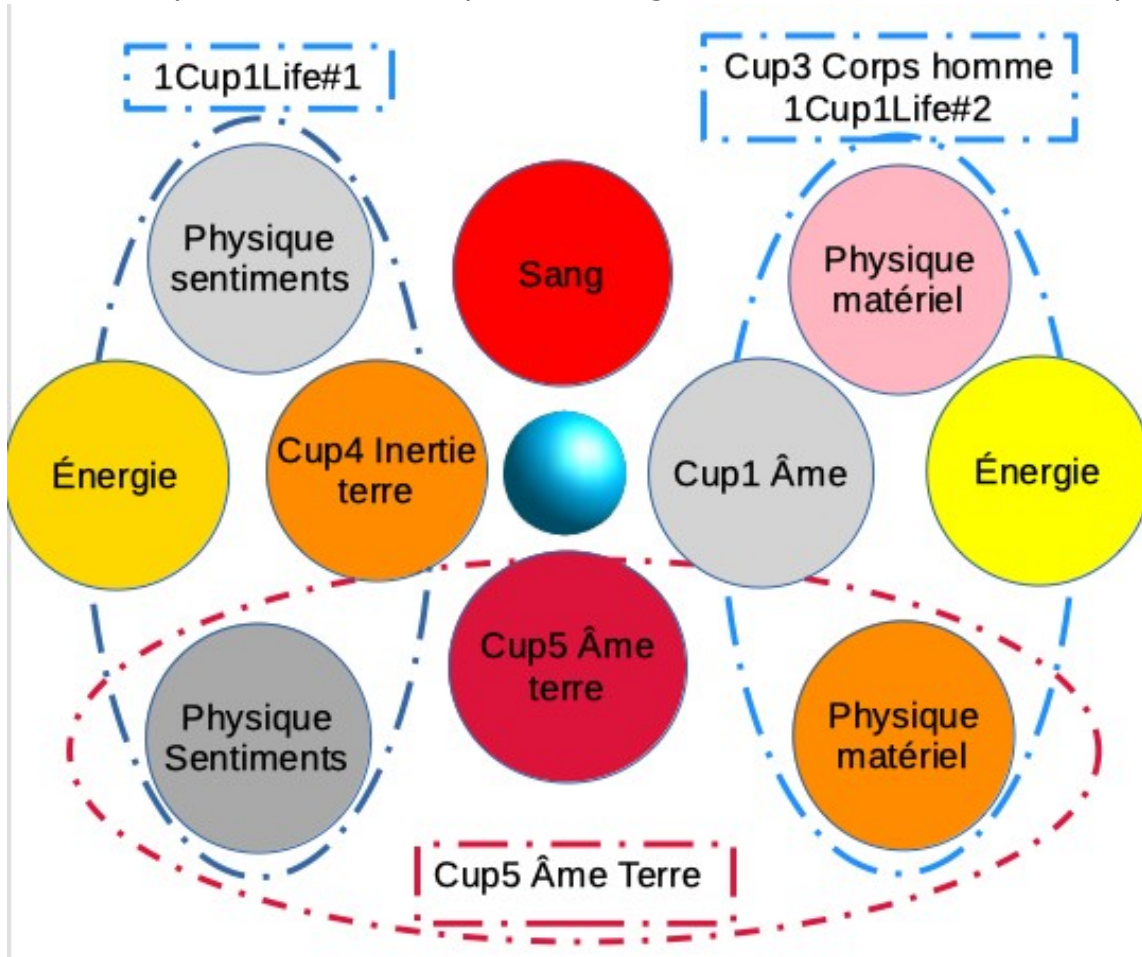 1Cup1Life#1
Cup3 Corps homme
1Cup1Life#2
Physique
sentiments
Sang
Physique
matériel
Énergie
Cup4 Inertie
terre
Cup1 Âme
Énergie
Physique
Sentiments
Cup5 Âme
terre
Physique
matériel
Cup5 Âme Terre